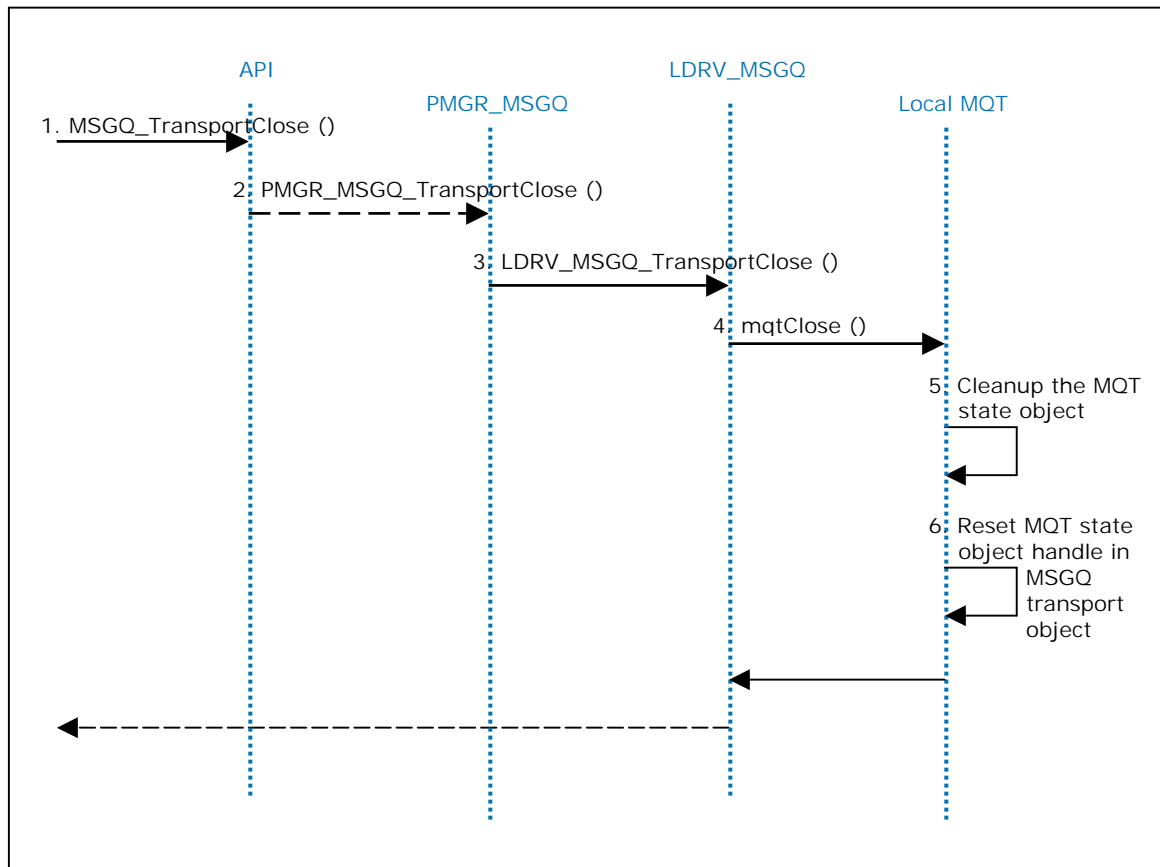 API
LDRV_MSGQ
PMGR_MSGQ
Local MQT
1. MSGQ_TransportClose ()
2. PMGR_MSGQ_TransportClose ()
3. LDRV_MSGQ_TransportClose ()
4. mqtClose ()
5. Cleanup the MQT
state object
6. Reset MQT state
object handle in
MSGQ
transport
object